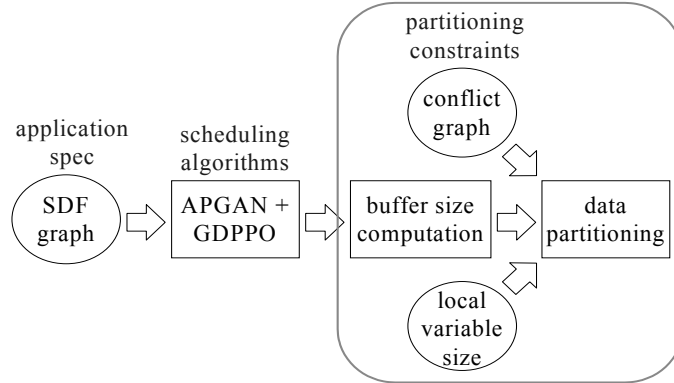 partitioning
constraints
conflict
graph
application
spec
scheduling
algorithms
SDF
graph
APGAN +
GDPPO
buffer size
computation
data
partitioning
local
variable
size